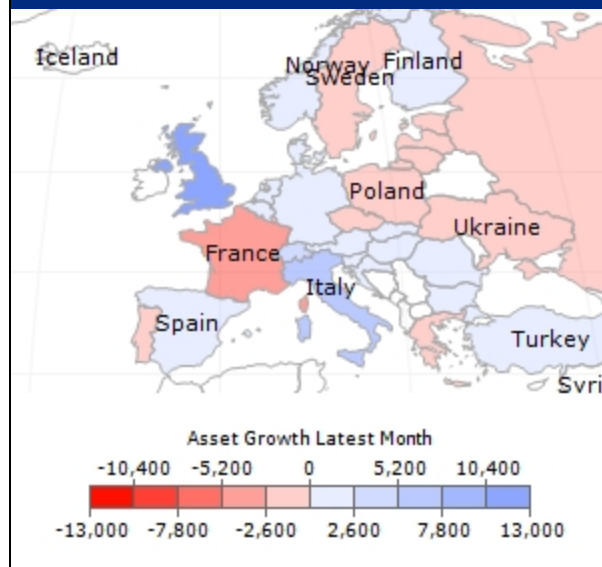 Iceland
Norway
Finland
Sweden
Poland
Ukraine
France
Italy
Spain
Turkey
Syri
Asset Growth Latest Month
-10,400 -5,200 0 5,200 10,400
-13,000 -7,800 -2,600 2,600 7,800 13,000